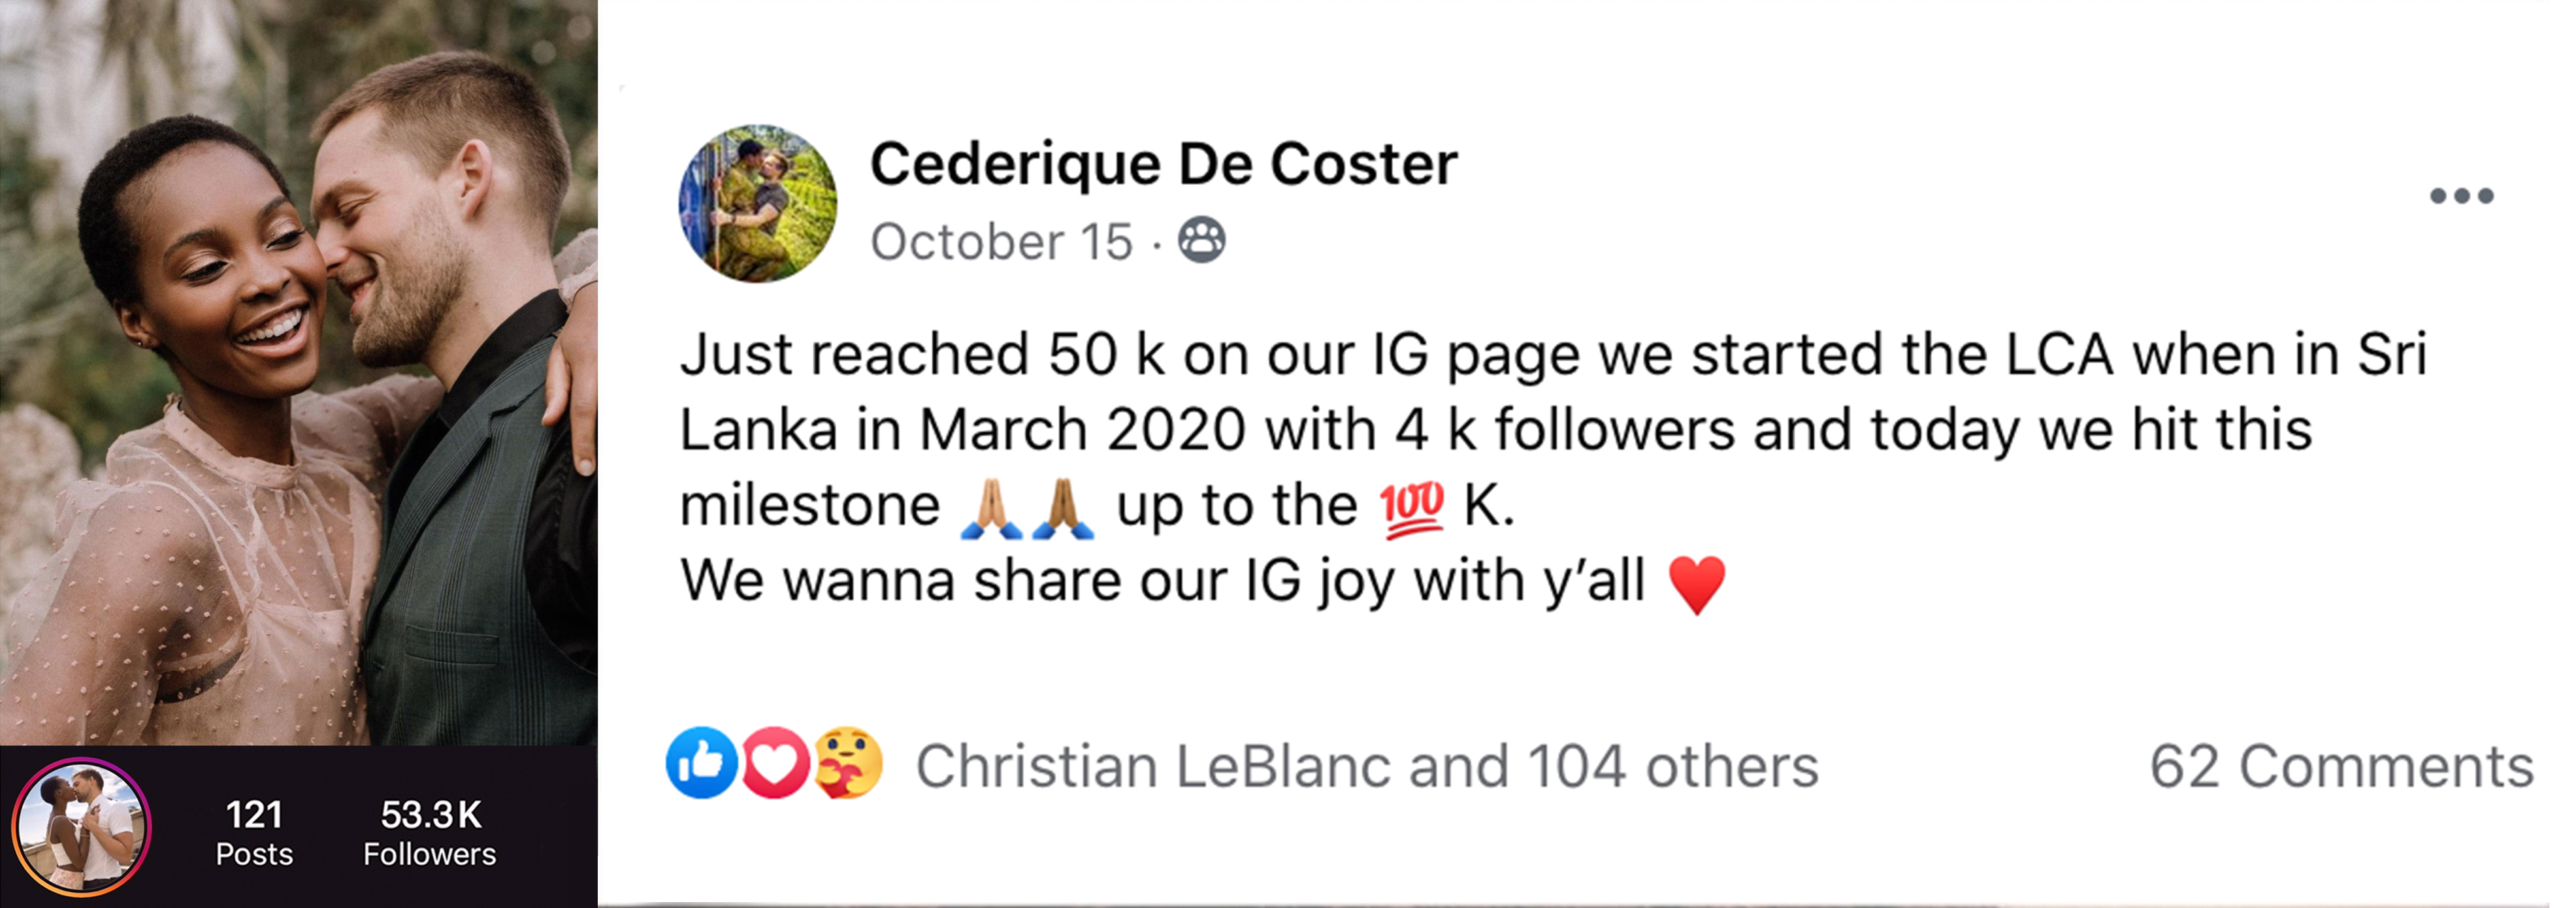 Cederique De Coster
October 15 ·
Just reached 50 k on our IG page we started the LCA when in Sri
Lanka in March 2020 with 4 k followers and today we hit this
milestone 🙏🏼🙏🏾 up to the 💯 K.
We wanna share our IG joy with y’all ♥️
Christian LeBlanc and 104 others
62 Comments
121
Posts
53.3K
Followers